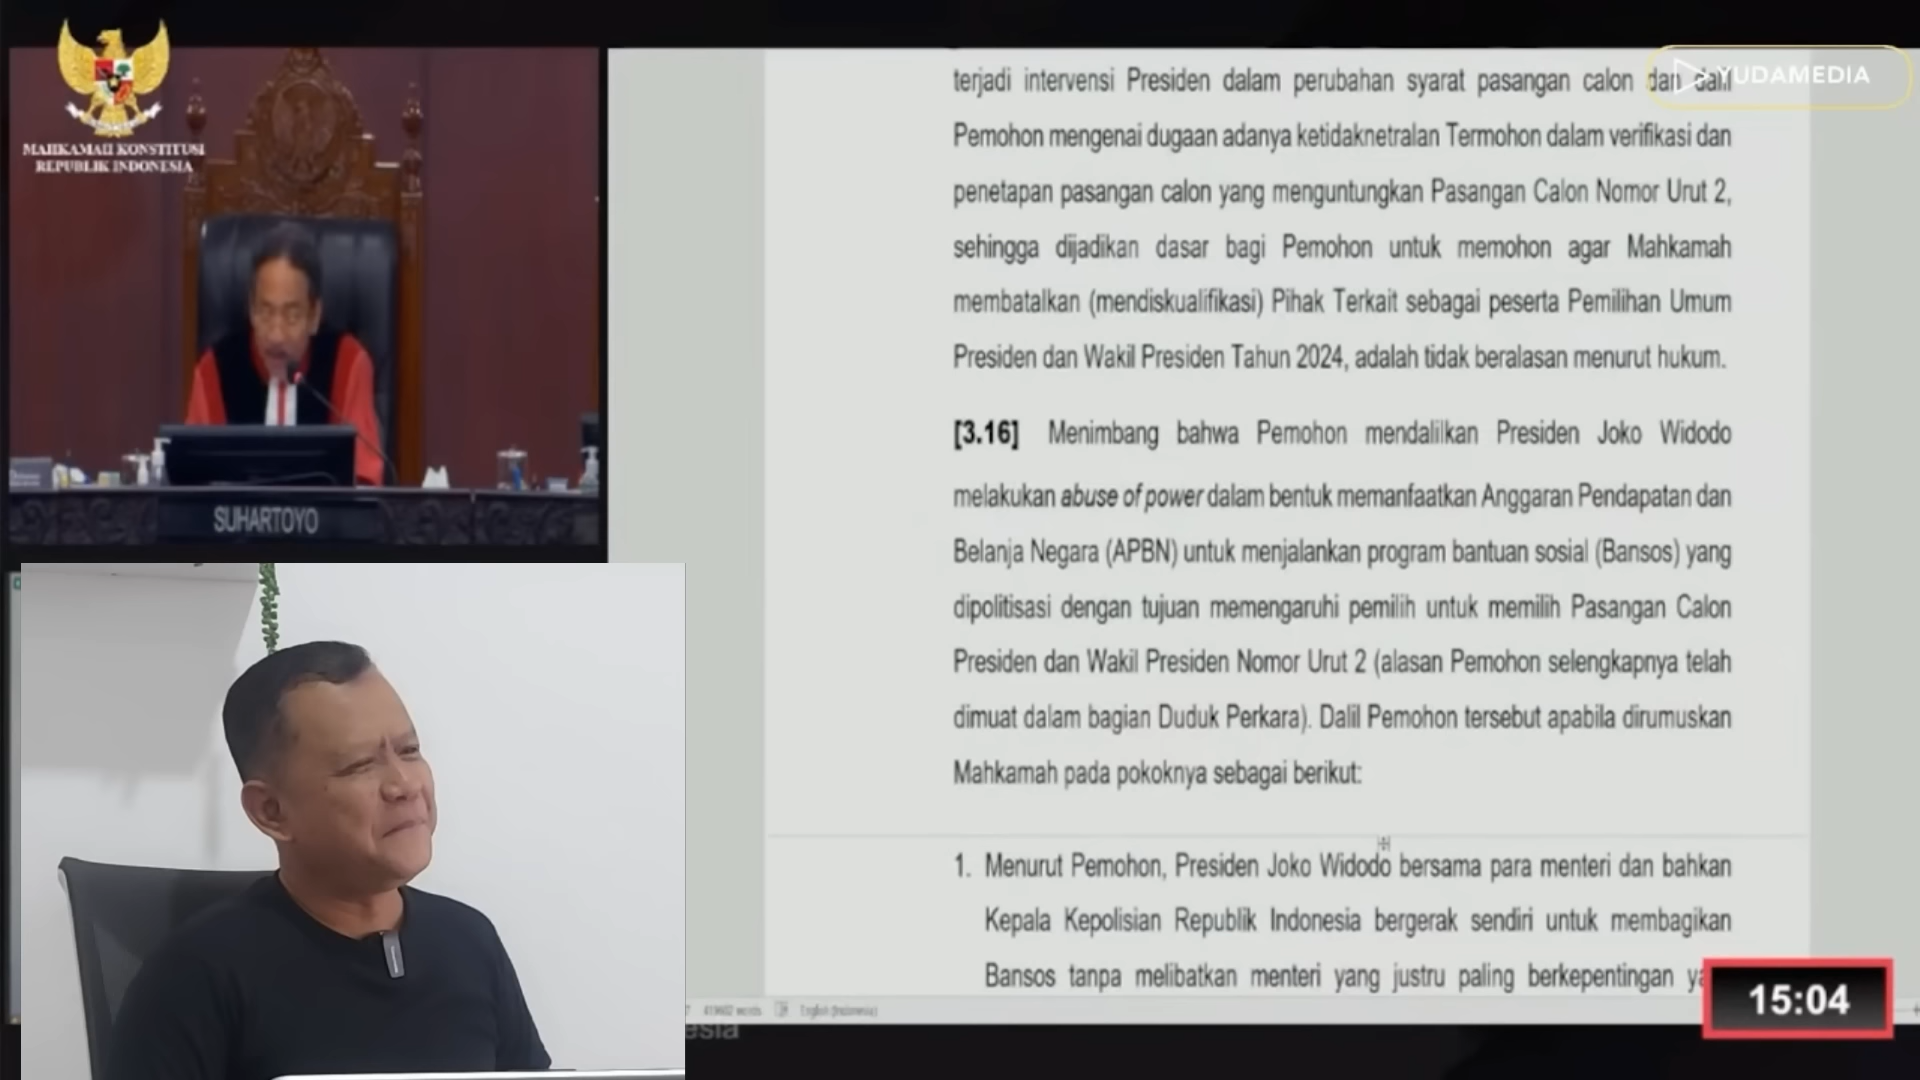 MAHKAMAH KONSTITUSI
REPUBLIK INDONESIA
SUHARTOYO
YUDAMEDIA
terjadi intervensi Presiden dalam perubahan syarat pasangan calon dan dalil
Pemohon mengenai dugaan adanya ketidaknetralan Termohon dalam verifikasi dan
penetapan pasangan calon yang menguntungkan Pasangan Calon Nomor Urut 2,
sehingga dijadikan dasar bagi Pemohon untuk memohon agar Mahkamah
membatalkan (mendiskualifikasi) Pihak Terkait sebagai peserta Pemilihan Umum
Presiden dan Wakil Presiden Tahun 2024, adalah tidak beralasan menurut hukum.
[3.16] Menimbang bahwa Pemohon mendalilkan Presiden Joko Widodo
melakukan abuse of power dalam bentuk memanfaatkan Anggaran Pendapatan dan
Belanja Negara (APBN) untuk menjalankan program bantuan sosial (Bansos) yang
dipolitisasi dengan tujuan memengaruhi pemilih untuk memilih Pasangan Calon
Presiden dan Wakil Presiden Nomor Urut 2 (alasan Pemohon selengkapnya telah
dimuat dalam bagian Duduk Perkara). Dalil Pemohon tersebut apabila dirumuskan
Mahkamah pada pokoknya sebagai berikut:
1. Menurut Pemohon, Presiden Joko Widodo bersama para menteri dan bahkan
Kepala Kepolisian Republik Indonesia bergerak sendiri untuk membagikan
Bansos tanpa melibatkan menteri yang justru paling berkepentingan
English (Indonesia)
esia
15:04